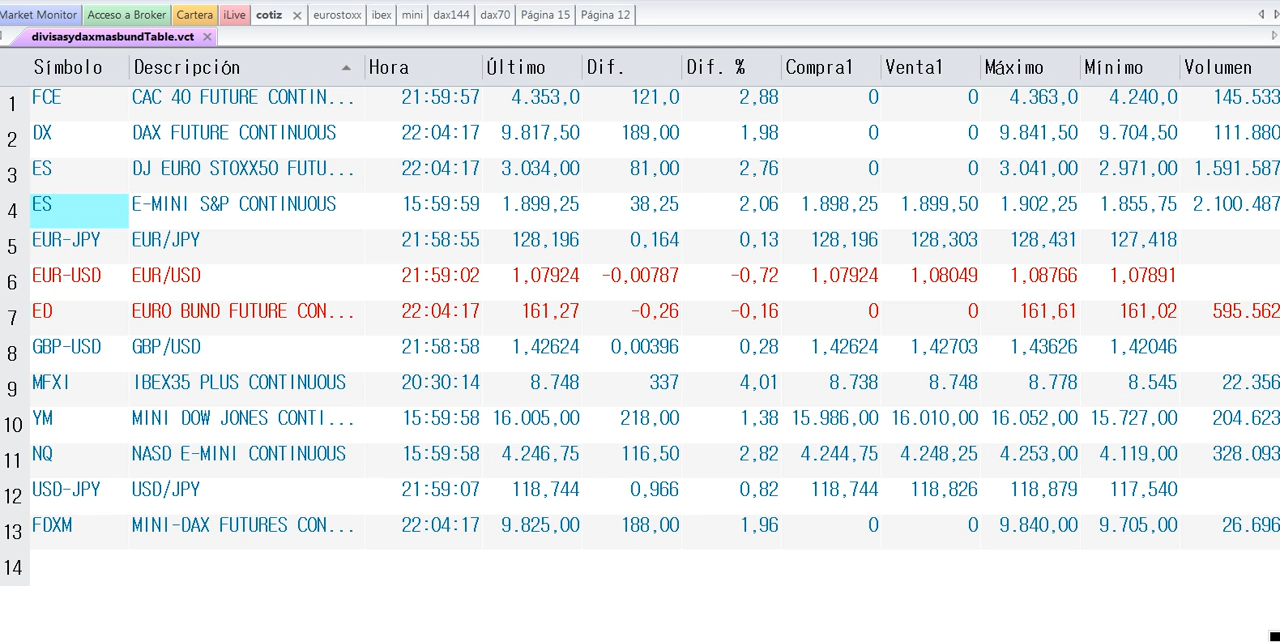 Market Monitor Acceso a Broker Cartera iLive cotiz eurostoxx ibex mini dax144 dax70 Página 15 Página 12
divisasydaxmasbundTable.vct
Símbolo Descripción Hora Último Dif. Dif. % Compra1 Venta1 Máximo Mínimo Volumen
1 FCE CAC 40 FUTURE CONTIN... 21:59:57 4.353,0 121,0 2,88 0 0 4.363,0 4.240,0 145.533
2 DX DAX FUTURE CONTINUOUS 22:04:17 9.817,50 189,00 1,98 0 0 9.841,50 9.704,50 111.880
3 ES DJ EURO STOXX50 FUTU... 22:04:17 3.034,00 81,00 2,76 0 0 3.041,00 2.971,00 1.591.587
4 ES E-MINI S&P CONTINUOUS 15:59:59 1.899,25 38,25 2,06 1.898,25 1.899,50 1.902,25 1.855,75 2.100.487
5 EUR-JPY EUR/JPY 21:58:55 128,196 0,164 0,13 128,196 128,303 128,431 127,418
6 EUR-USD EUR/USD 21:59:02 1,07924 -0,00787 -0,72 1,07924 1,08049 1,08766 1,07891
7 ED EURO BUND FUTURE CON... 22:04:17 161,27 -0,26 -0,16 0 0 161,61 161,02 595.562
8 GBP-USD GBP/USD 21:58:58 1,42624 0,00396 0,28 1,42624 1,42703 1,43626 1,42046
9 MFXI IBEX35 PLUS CONTINUOUS 20:30:14 8.748 337 4,01 8.738 8.748 8.778 8.545 22.356
10 YM MINI DOW JONES CONTI... 15:59:58 16.005,00 218,00 1,38 15.986,00 16.010,00 16.052,00 15.727,00 204.623
11 NQ NASD E-MINI CONTINUOUS 15:59:58 4.246,75 116,50 2,82 4.244,75 4.248,25 4.253,00 4.119,00 328.093
12 USD-JPY USD/JPY 21:59:07 118,744 0,966 0,82 118,744 118,826 118,879 117,540
13 FDXM MINI-DAX FUTURES CON... 22:04:17 9.825,00 188,00 1,96 0 0 9.840,00 9.705,00 26.696
14